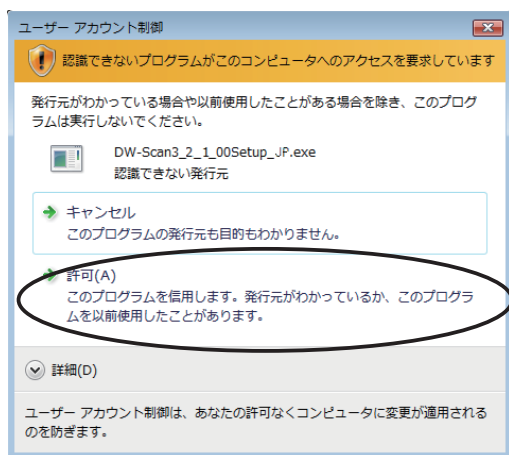 ユーザー アカウント制御
認識できないプログラムがこのコンピュータへのアクセスを要求しています
発行元がわかっている場合や以前使用したことがある場合を除き、このプログ
ラムは実行しないでください。
DW-Scan3_2_1_00Setup_JP.exe
認識できない発行元
キャンセル
このプログラムの発行元も目的もわかりません。
許可(A)
このプログラムを信用します。発行元がわかっているか、このプログラ
ムを以前使用したことがあります。
詳細(D)
ユーザー アカウント制御は、あなたの許可なくコンピュータに変更が適用される
のを防ぎます。